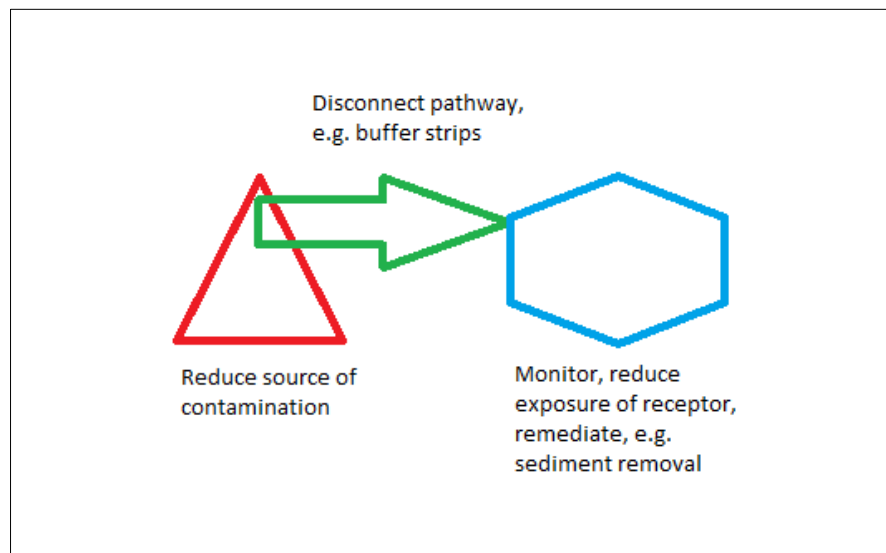 Disconnect pathway,
e.g. buffer strips
Reduce source of
contamination
Monitor, reduce
exposure of receptor,
remediate, e.g.
sediment removal